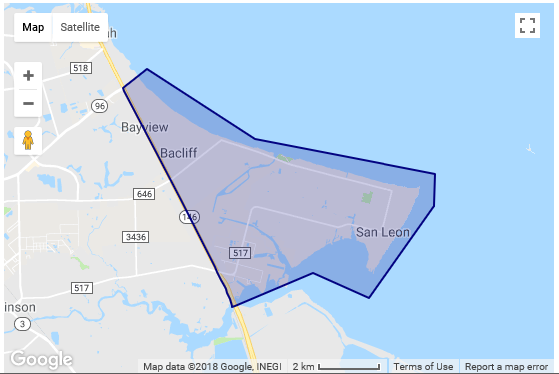 Map Satellite
ah
518
96
Bayview
Bacliff
646
146
3436
San Leon
517
517
inson
3
Google
Map data ©2018 Google, INEGI 2 km Terms of Use Report a map error